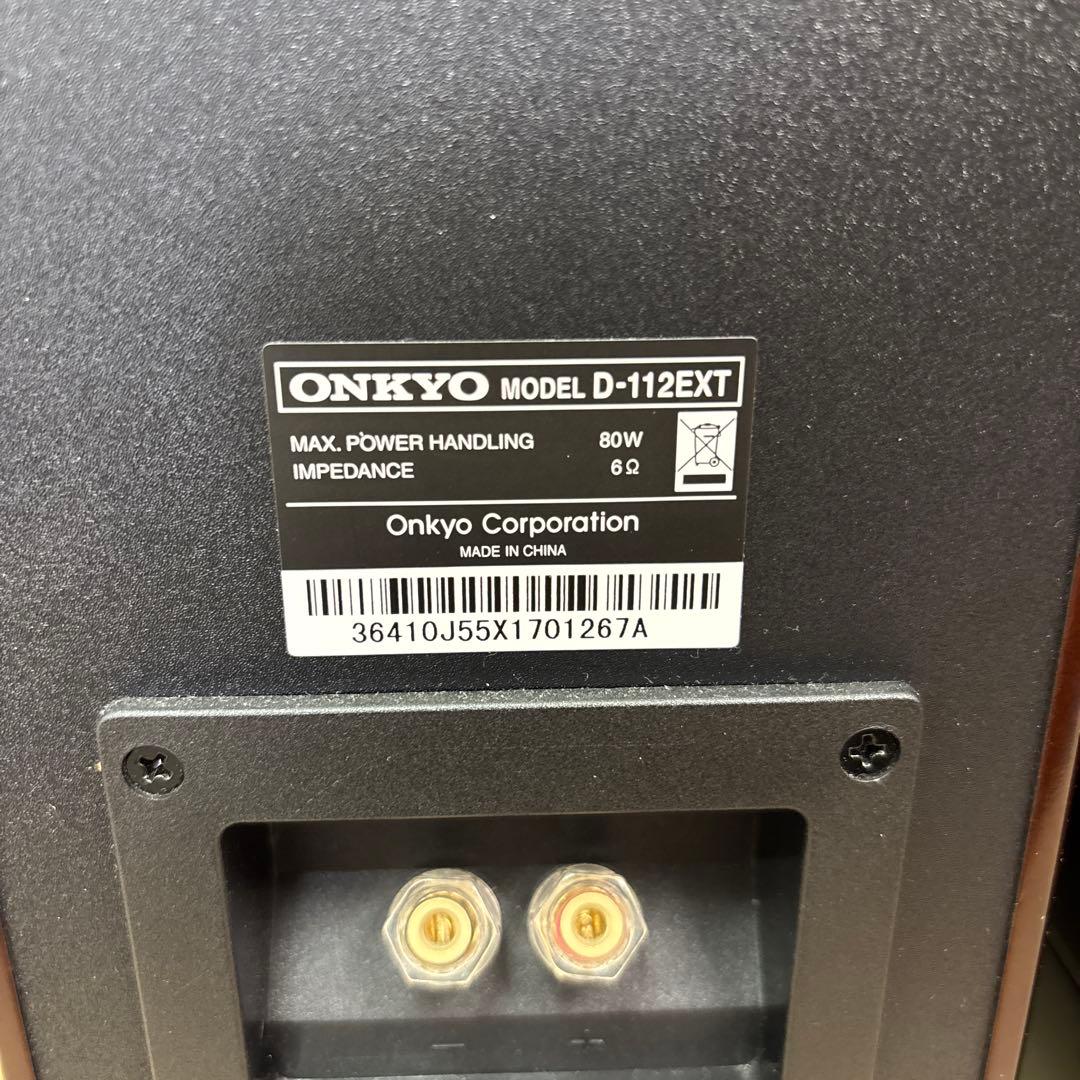 ONKYO MODEL D-112EXT
MAX. POWER HANDLING 80W
IMPEDANCE 6Ω
Onkyo Corporation
MADE IN CHINA
36410J55X1701267A
− +